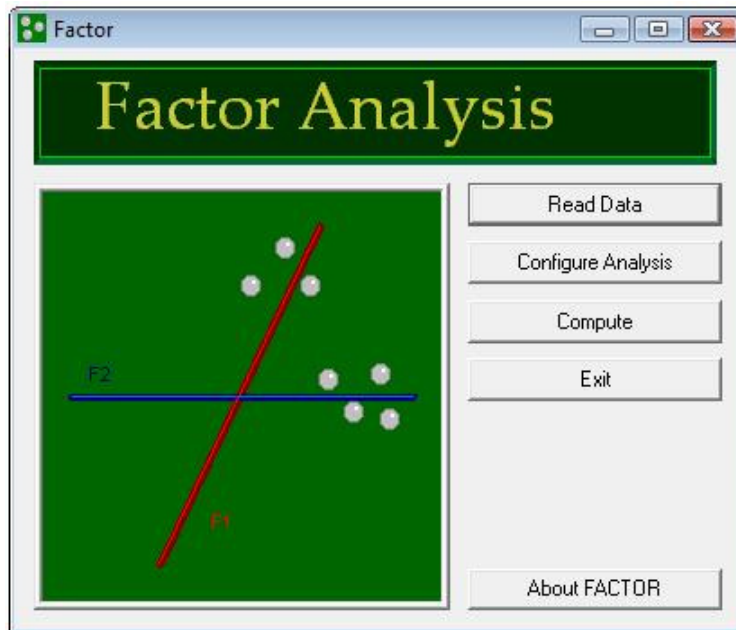 Factor
Factor Analysis
F2
F1
Read Data
Configure Analysis
Compute
Exit
About FACTOR